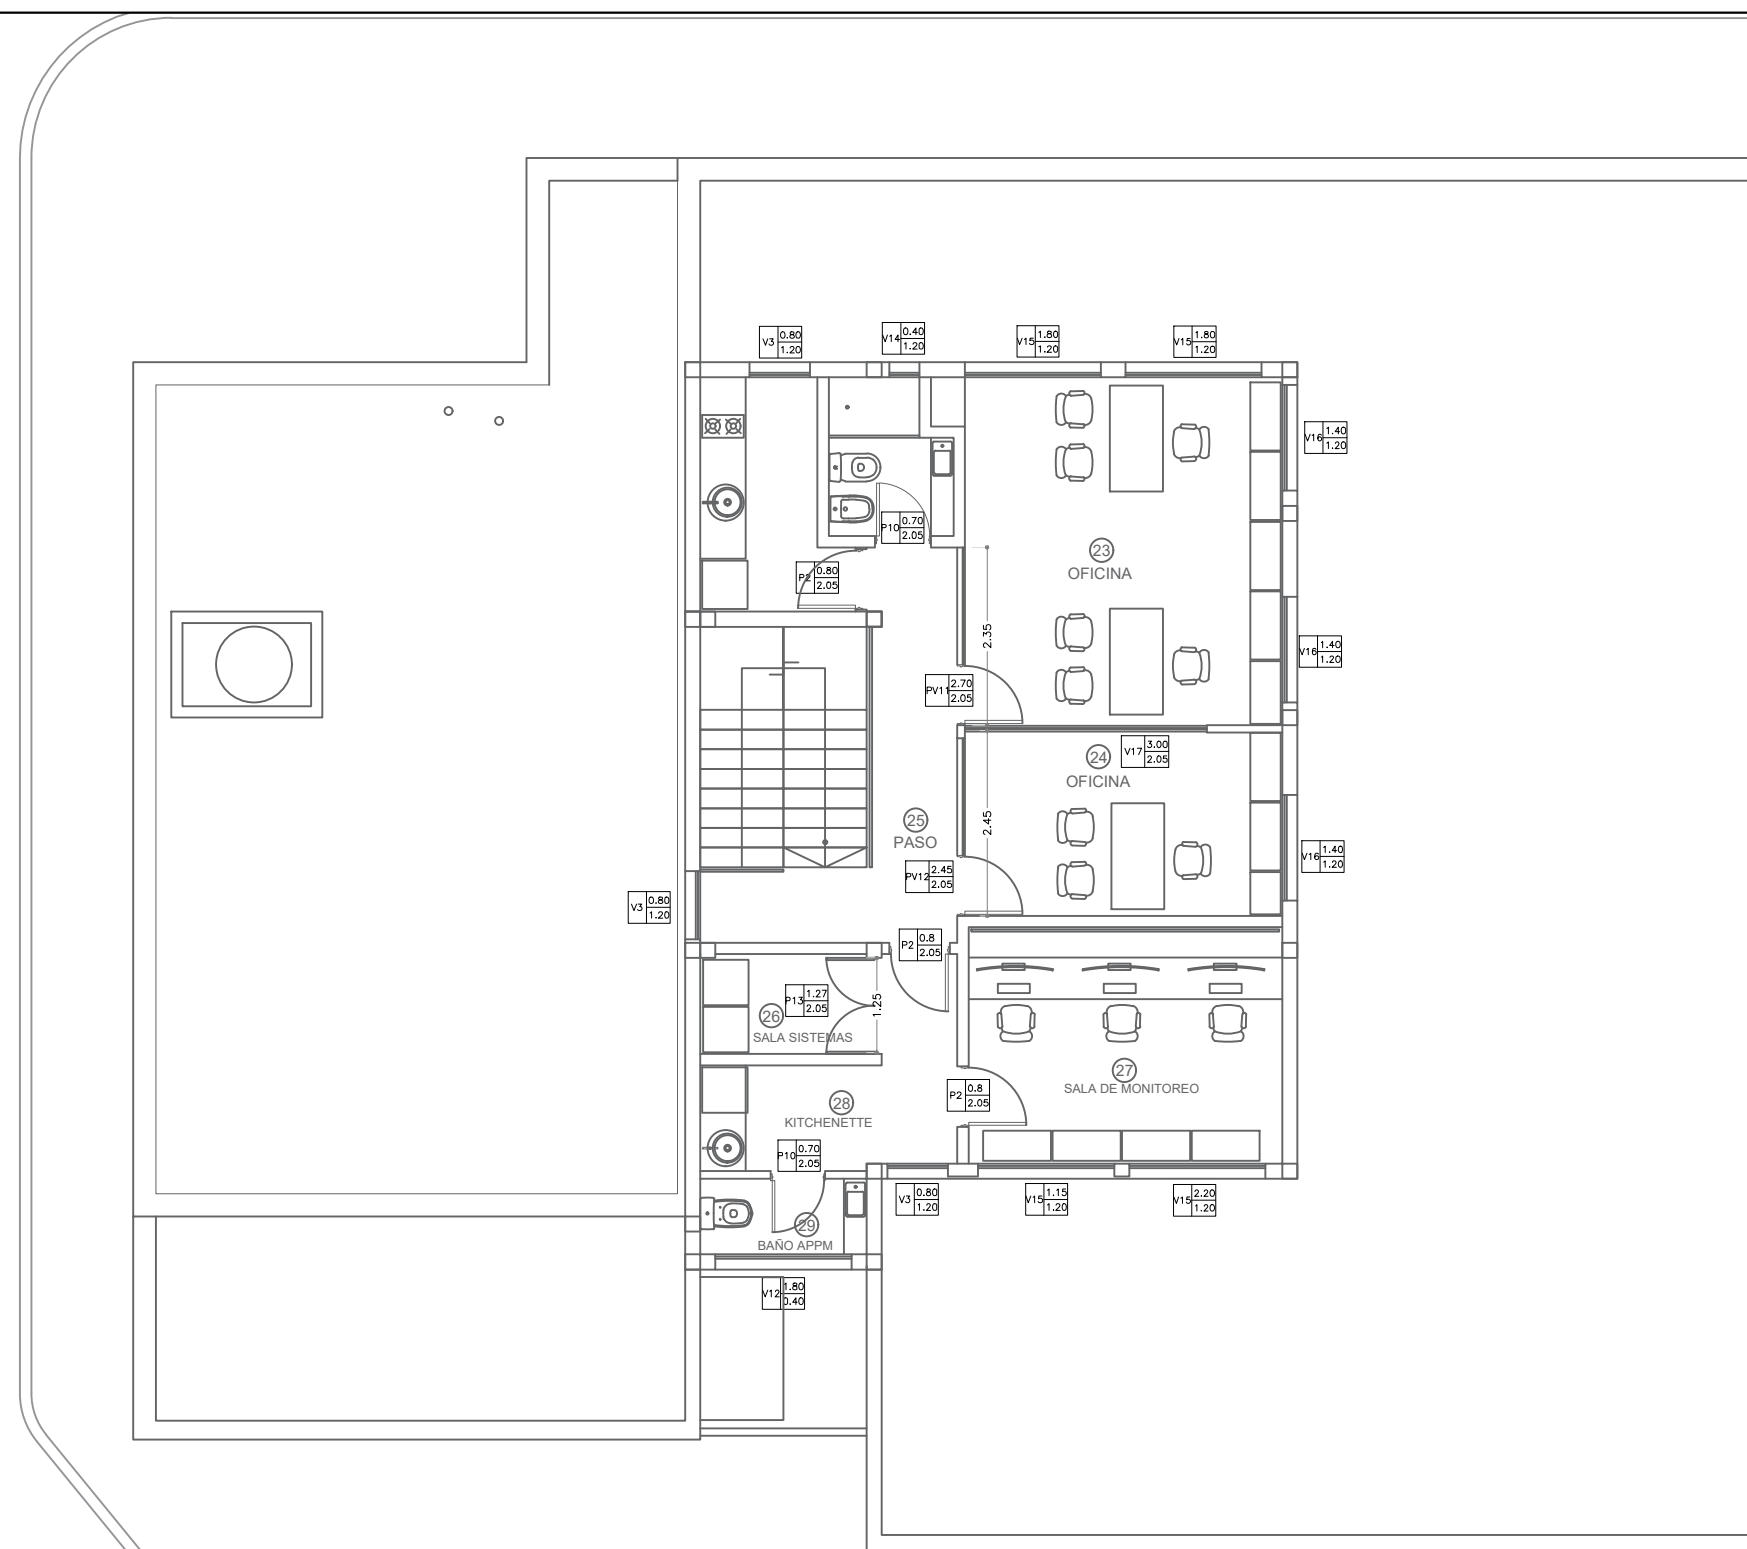 V3 0.80
1.20
V14 0.40
1.20
V15 1.80
1.20
V15 1.80
1.20
V16 1.40
1.20
P10 0.70
2.05
P2 0.80
2.05
23
OFICINA
2.35
V16 1.40
1.20
PV11 2.70
2.05
24
OFICINA
V17 3.00
2.05
25
PASO
2.45
V16 1.40
1.20
PV12 2.45
2.05
V3 0.80
1.20
P2 0.8
2.05
P13 1.27
2.05
1.25
26
SALA SISTEMAS
27
SALA DE MONITOREO
P2 0.8
2.05
28
KITCHENETTE
P10 0.70
2.05
V3 0.80
1.20
V15 1.15
1.20
V15 2.20
1.20
29
BAÑO APPM
V12 1.80
0.40